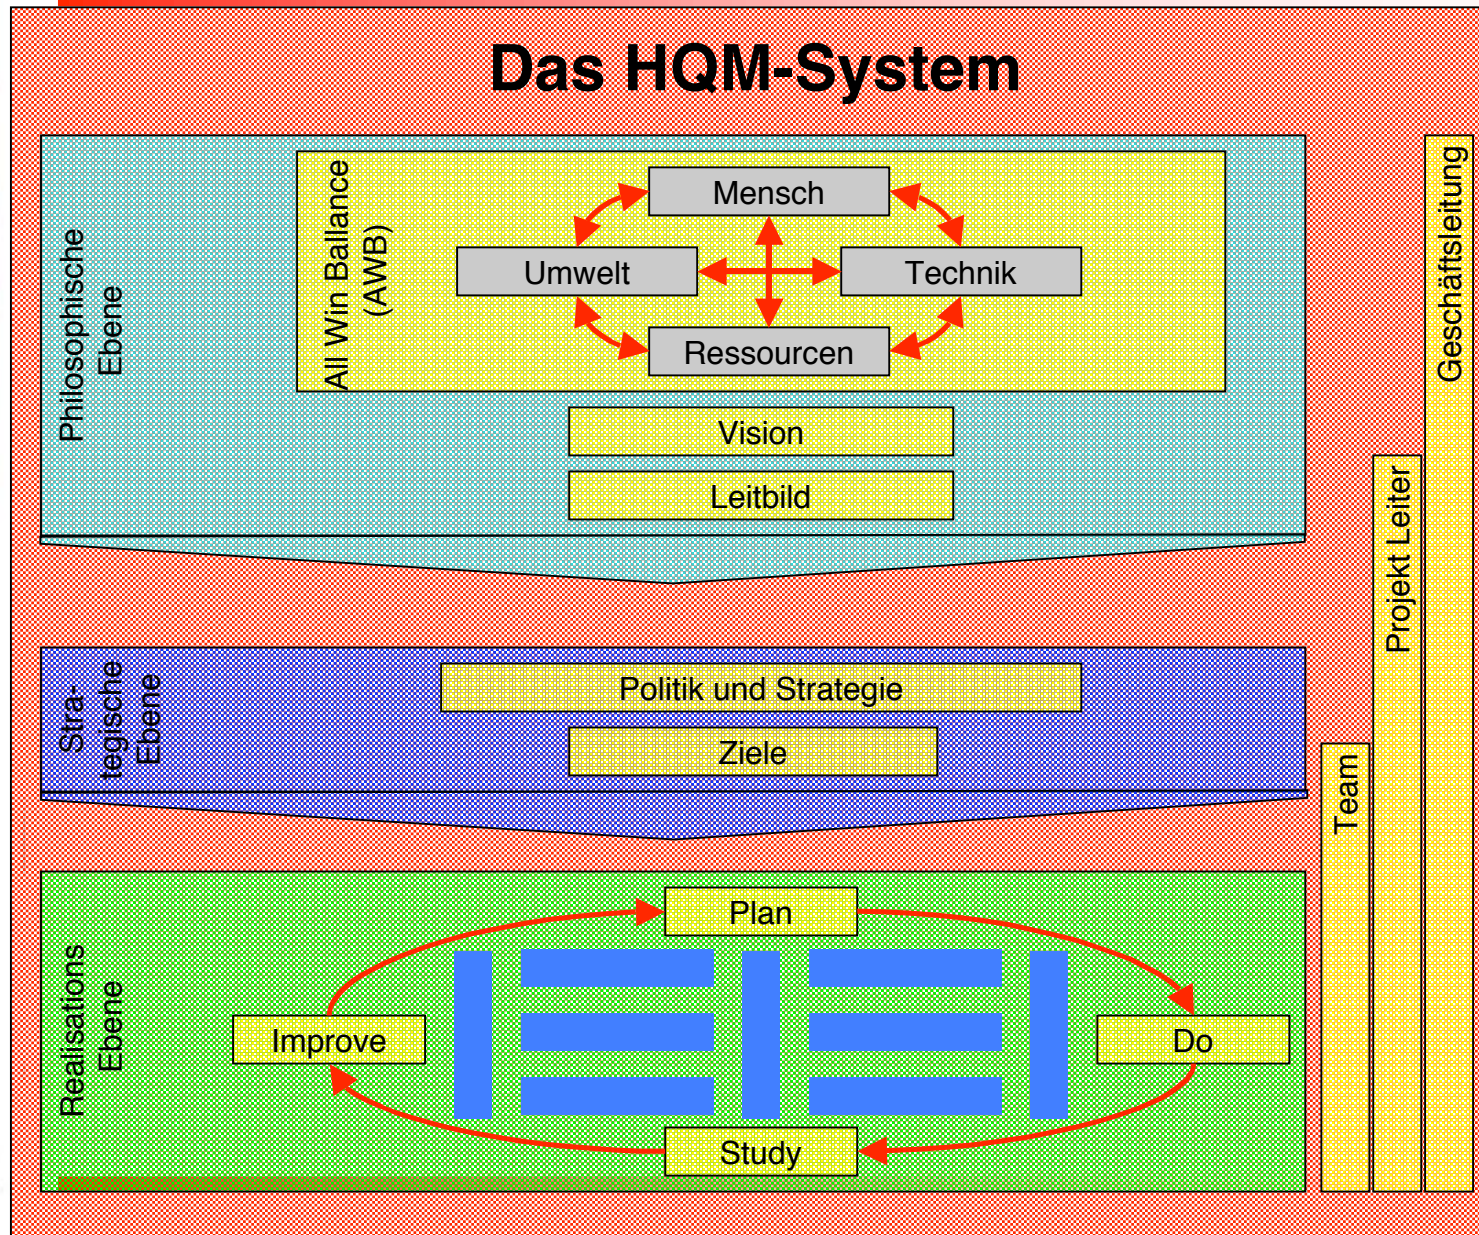 Das HQM-System
Philosophische
Ebene
All Win Ballance
(AWB)
Mensch
Umwelt
Technik
Ressourcen
Vision
Leitbild
Stra-
tegische
Ebene
Politik und Strategie
Ziele
Realisations
Ebene
Plan
Improve
Do
Study
Team
Projekt Leiter
Geschäftsleitung